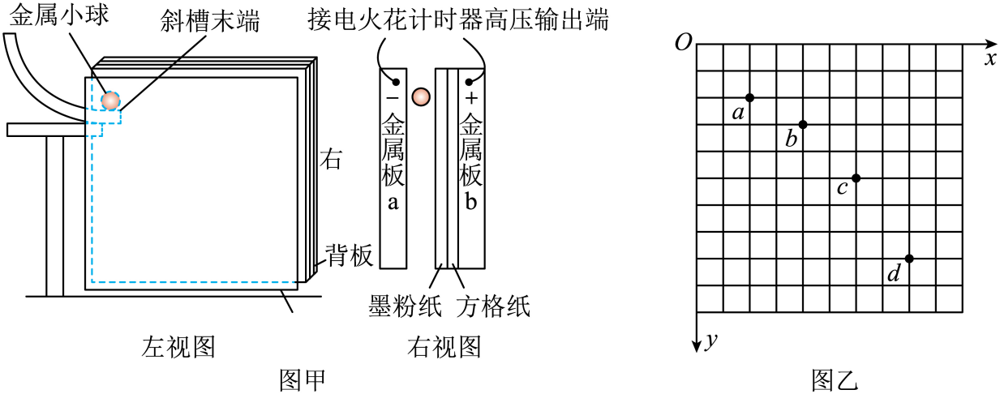 金属小球
斜槽末端
接电火花计时器高压输出端
右
背板
左视图
− 金属板a
+ 金属板b
墨粉纸
方格纸
右视图
图甲
O
x
a
b
c
d
y
图乙